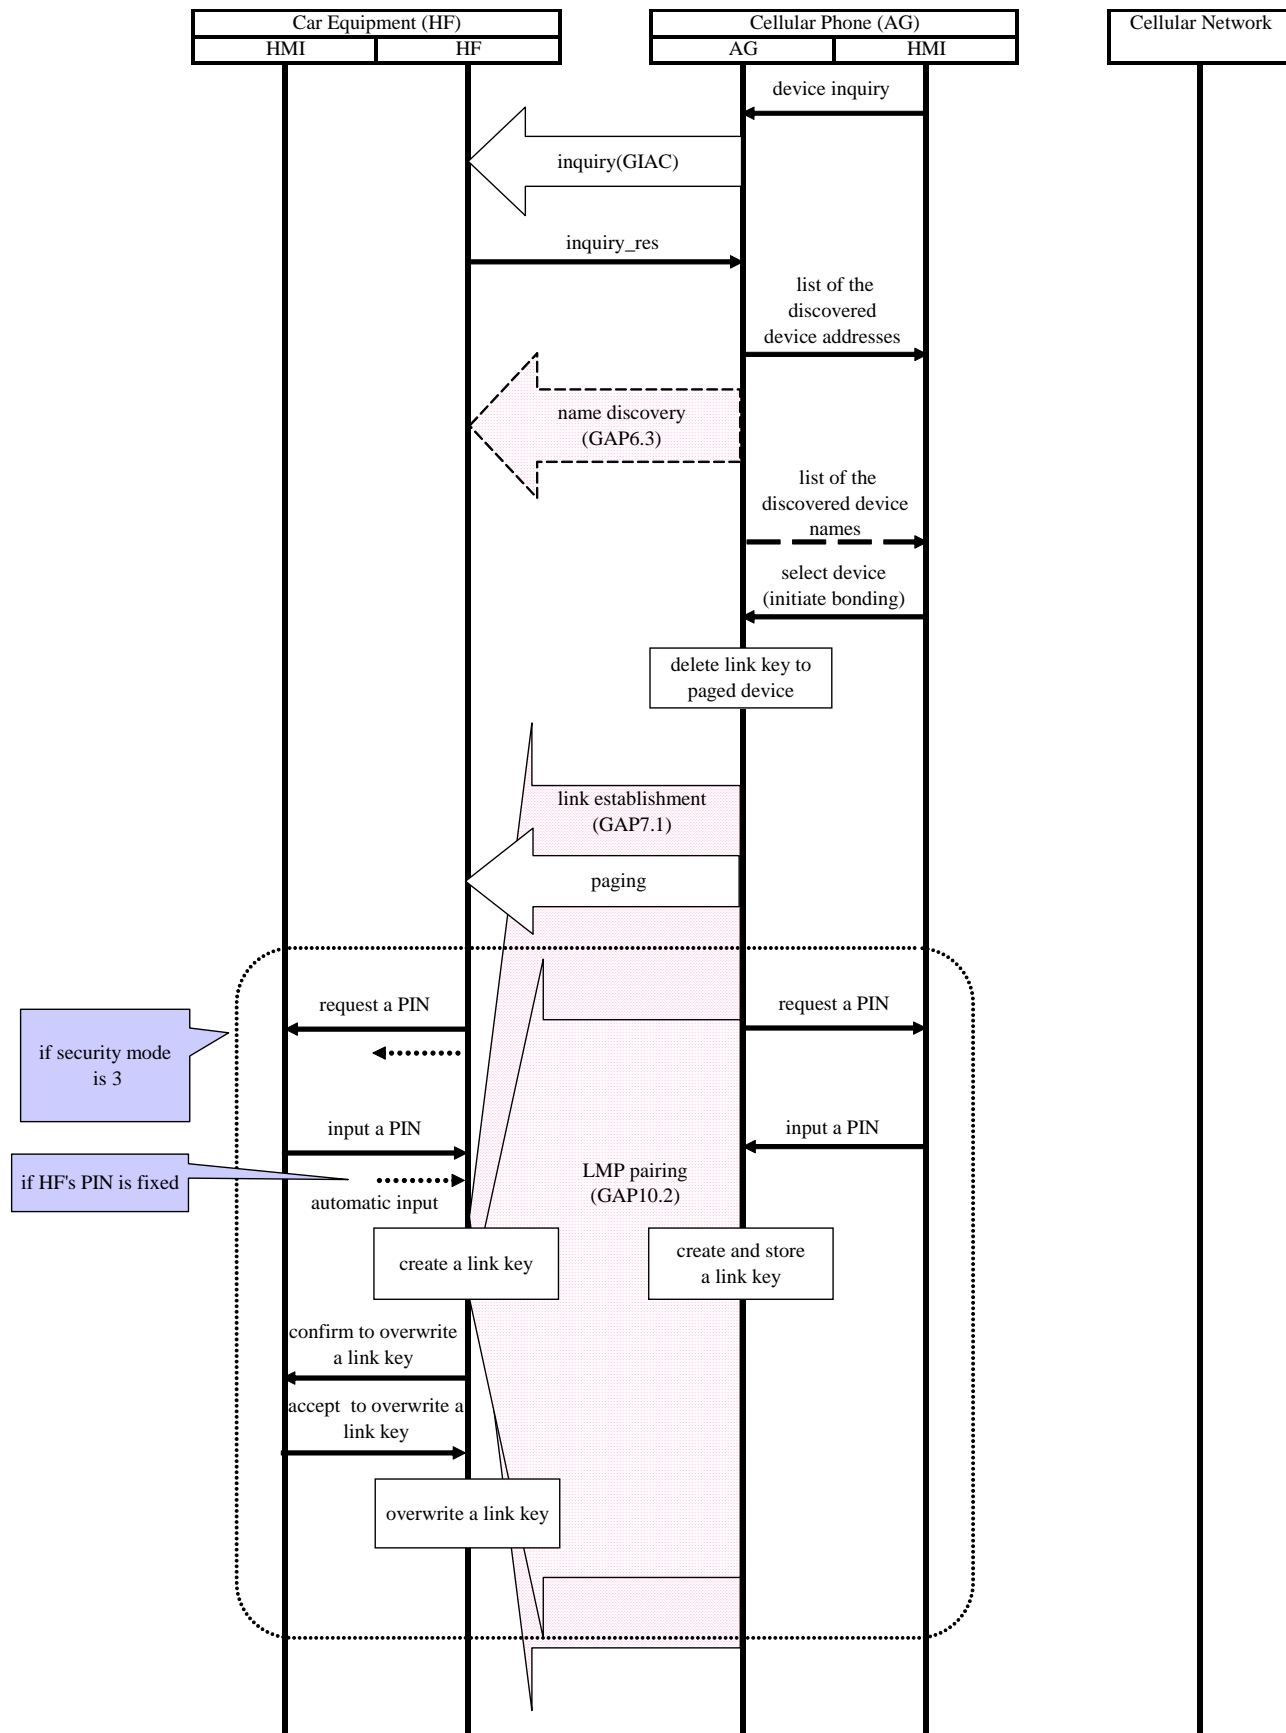 Car Equipment (HF)
Cellular Phone (AG)
Cellular Network
HMI
HF
AG
HMI
device inquiry
inquiry(GIAC)
inquiry_res
list of the
discovered
device addresses
name discovery
(GAP6.3)
list of the
discovered device
names
select device
(initiate bonding)
delete link key to
paged device
link establishment
(GAP7.1)
paging
request a PIN
request a PIN
if security mode
is 3
input a PIN
input a PIN
if HF's PIN is fixed
automatic input
LMP pairing
(GAP10.2)
create a link key
create and store
a link key
confirm to overwrite
a link key
accept  to overwrite a
link key
overwrite a link key